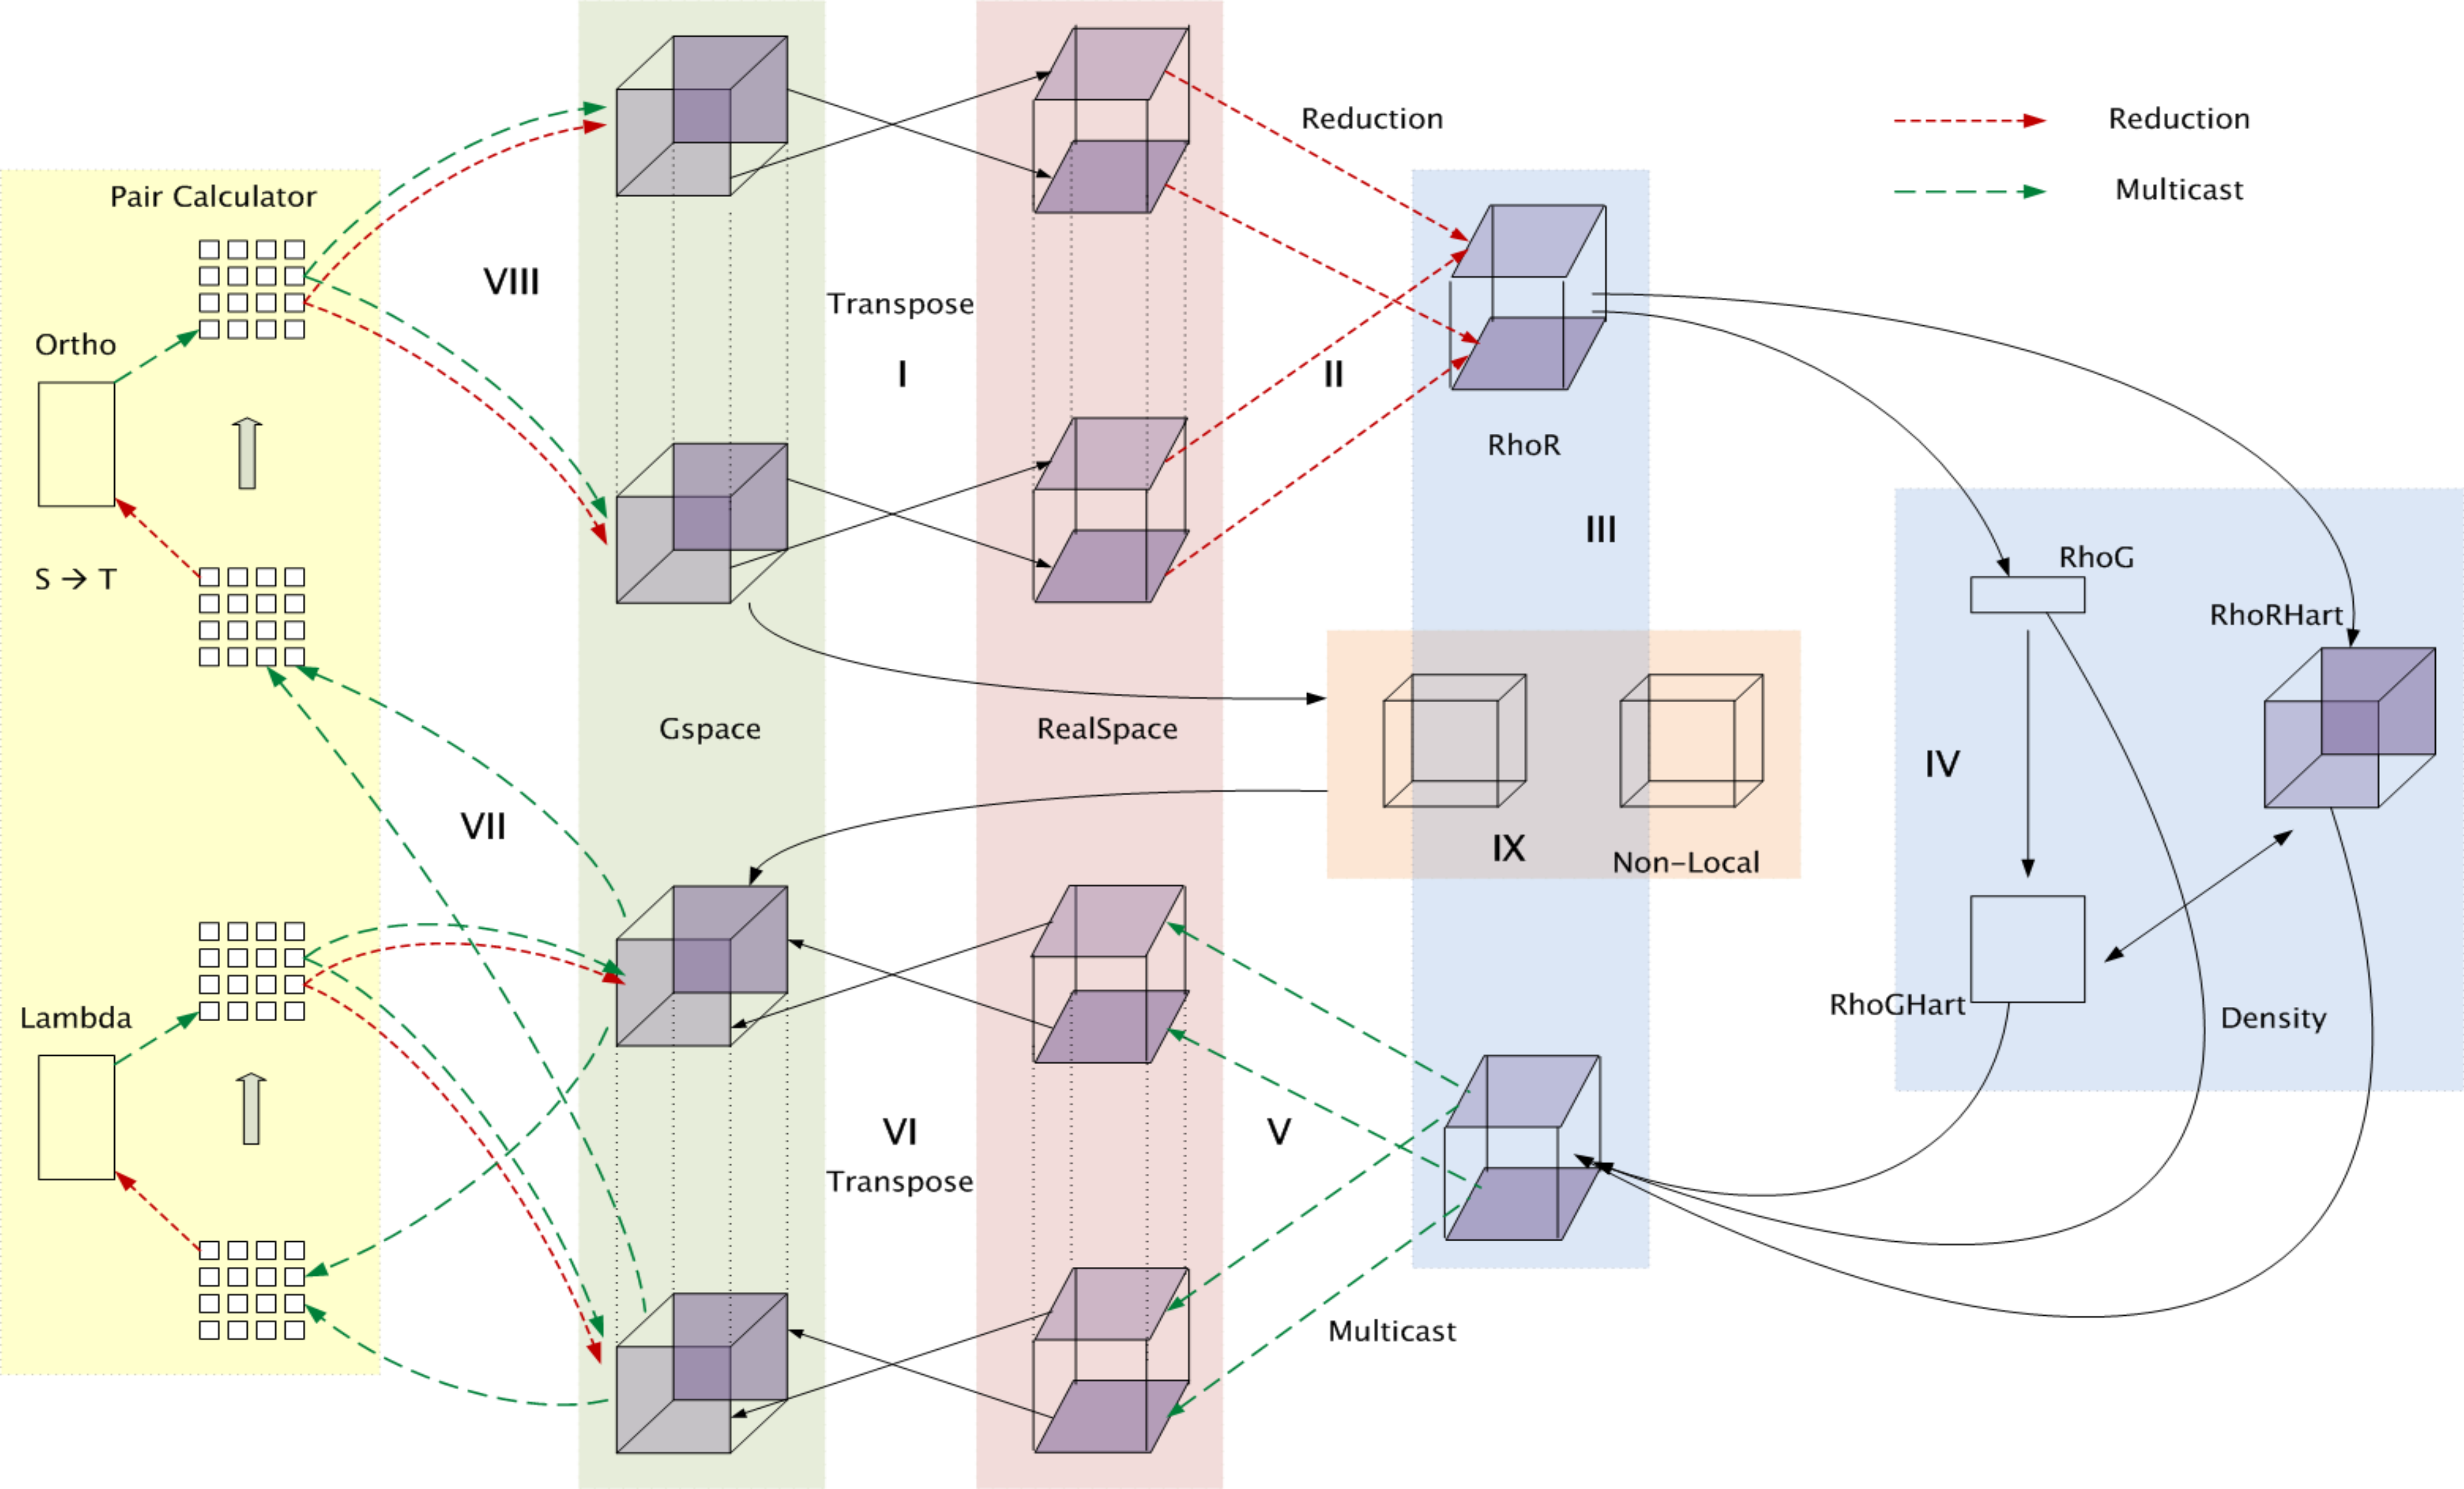 Reduction
Reduction
Multicast
Pair Calculator
VIII
Transpose
Ortho
I
II
RhoR
III
S → T
RhoG
RhoRHart
Gspace
RealSpace
IV
VII
IX
Non-Local
RhoGHart
Density
Lambda
VI
V
Transpose
Multicast